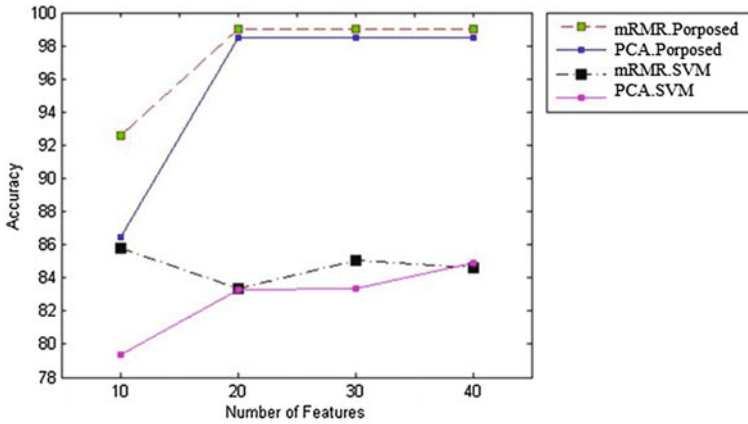 100
98
96
94
92
90
88
86
84
82
80
78
10
20
30
40
Accuracy
Number of Features
mRMR.Porposed
PCA.Porposed
mRMR.SVM
PCA.SVM